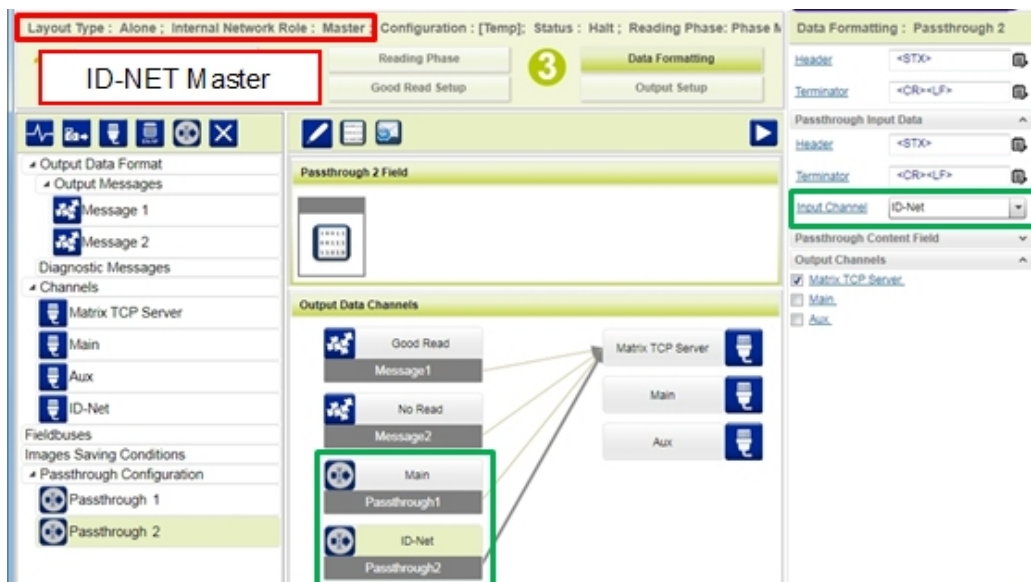 Layout Type : Alone ; Internal Network Role : Master ; Configuration : [Temp]; Status : Halt ; Reading Phase: Phase M
ID-NET Master
Reading Phase
Good Read Setup
3
Data Formatting
Output Setup
Output Data Format
Output Messages
Message 1
Message 2
Diagnostic Messages
Channels
Matrix TCP Server
Main
Aux
ID-Net
Fieldbuses
Images Saving Conditions
Passthrough Configuration
Passthrough 1
Passthrough 2
Passthrough 2 Field
Output Data Channels
Good Read
Message1
No Read
Message2
Main
Passthrough1
ID-Net
Passthrough2
Matrix TCP Server
Main
Aux
Data Formatting : Passthrough 2
Header <STX>
Terminator <CR><LF>
Passthrough Input Data
Header <STX>
Terminator <CR><LF>
Input Channel ID-Net
Passthrough Content Field
Output Channels
Matrix TCP Server
Main
Aux